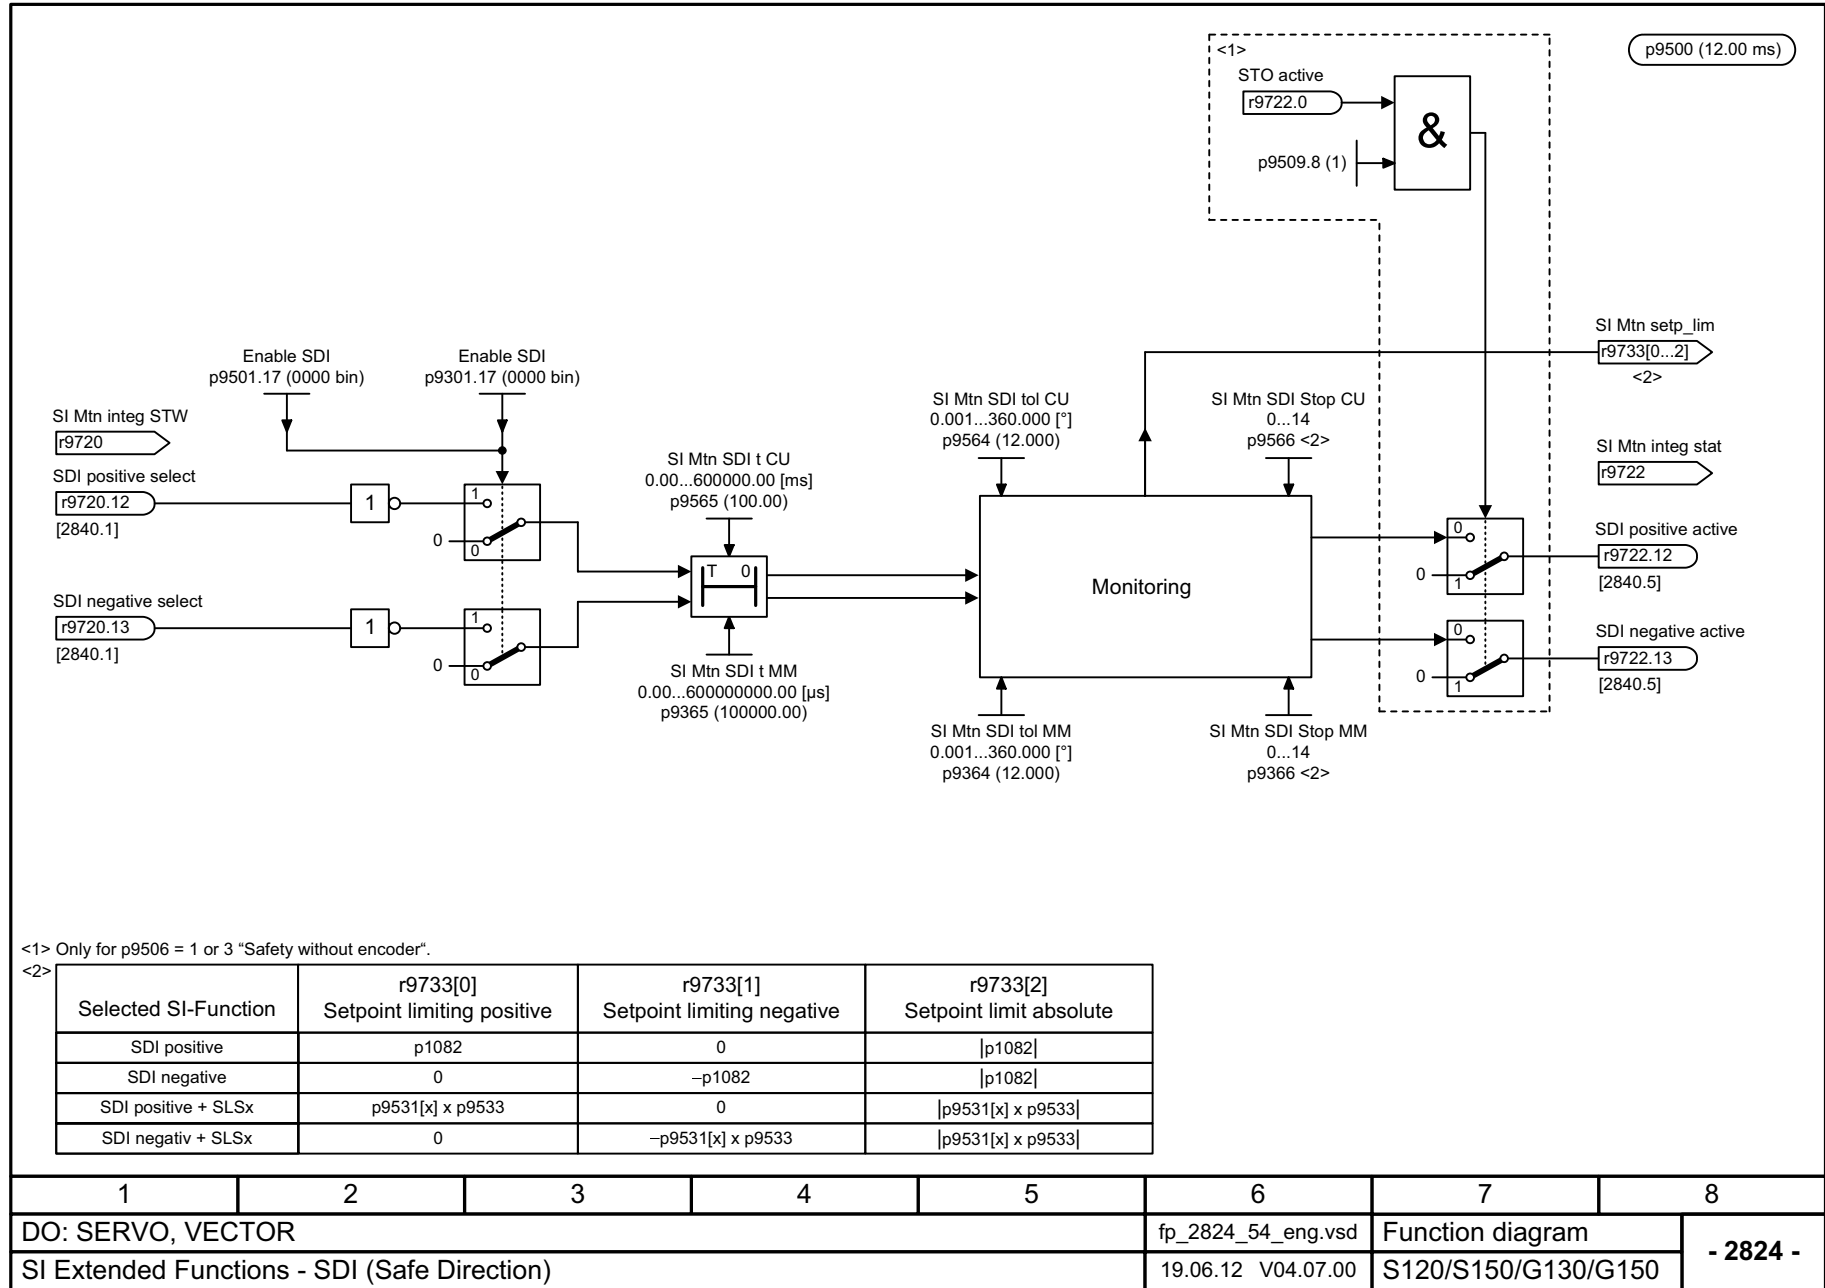 <1>
p9500 (12.00 ms)
STO active
r9722.0
&
p9509.8 (1)
SI Mtn setp_lim
r9733[0...2]
<2>
Enable SDI
p9501.17 (0000 bin)
Enable SDI
p9301.17 (0000 bin)
SI Mtn integ STW
r9720
SDI positive select
r9720.12
[2840.1]
1
1
0
0
SDI negative select
r9720.13
[2840.1]
1
1
0
0
SI Mtn SDI t CU
0.00...600000.00 [ms]
p9565 (100.00)
T 0
SI Mtn SDI t MM
0.00...600000000.00 [µs]
p9365 (100000.00)
SI Mtn SDI tol CU
0.001...360.000 [°]
p9564 (12.000)
SI Mtn SDI Stop CU
0...14
p9566 <2>
Monitoring
SI Mtn SDI tol MM
0.001...360.000 [°]
p9364 (12.000)
SI Mtn SDI Stop MM
0...14
p9366 <2>
SI Mtn integ stat
r9722
0
0
1
SDI positive active
r9722.12
[2840.5]
0
0
1
SDI negative active
r9722.13
[2840.5]
<1> Only for p9506 = 1 or 3 “Safety without encoder“.
<2>
Selected SI-Function
r9733[0]
Setpoint limiting positive
r9733[1]
Setpoint limiting negative
r9733[2]
Setpoint limit absolute
SDI positive p1082 0 |p1082|
SDI negative 0 –p1082 |p1082|
SDI positive + SLSx p9531[x] x p9533 0 |p9531[x] x p9533|
SDI negativ + SLSx 0 –p9531[x] x p9533 |p9531[x] x p9533|
1 2 3 4 5 6 7 8
DO: SERVO, VECTOR fp_2824_54_eng.vsd Function diagram
- 2824 -
SI Extended Functions - SDI (Safe Direction) 19.06.12 V04.07.00 S120/S150/G130/G150